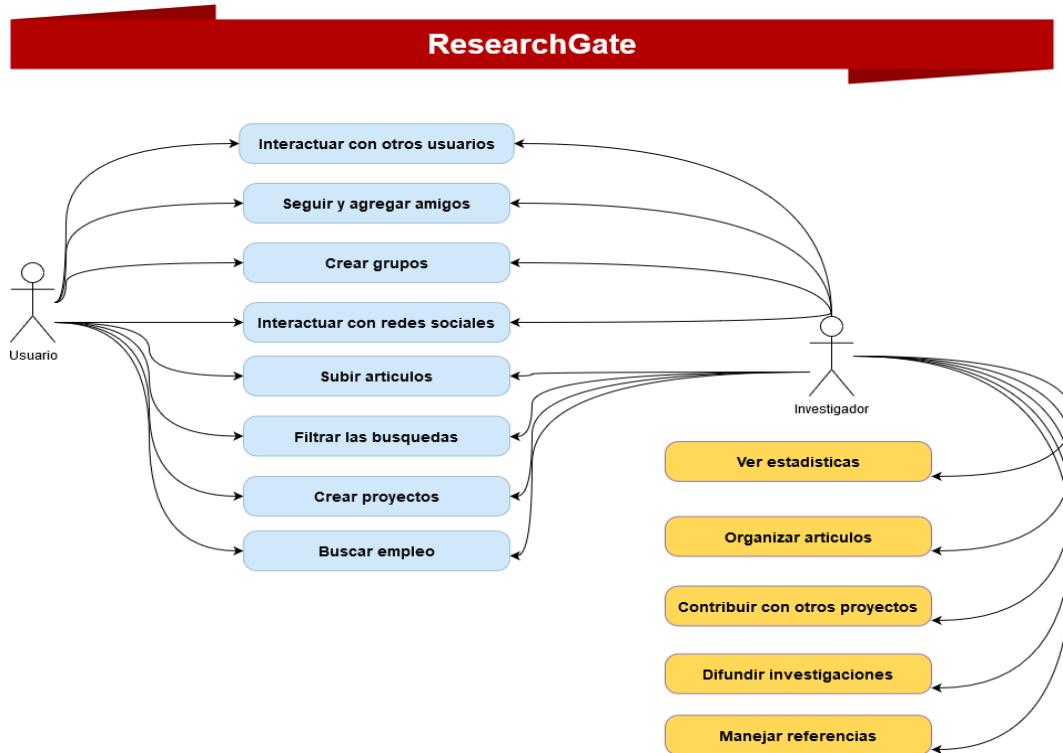 ResearchGate
Interactuar con otros usuarios
Seguir y agregar amigos
Crear grupos
Interactuar con redes sociales
Usuario
Subir articulos
Investigador
Filtrar las busquedas
Ver estadisticas
Crear proyectos
Organizar articulos
Buscar empleo
Contribuir con otros proyectos
Difundir investigaciones
Manejar referencias